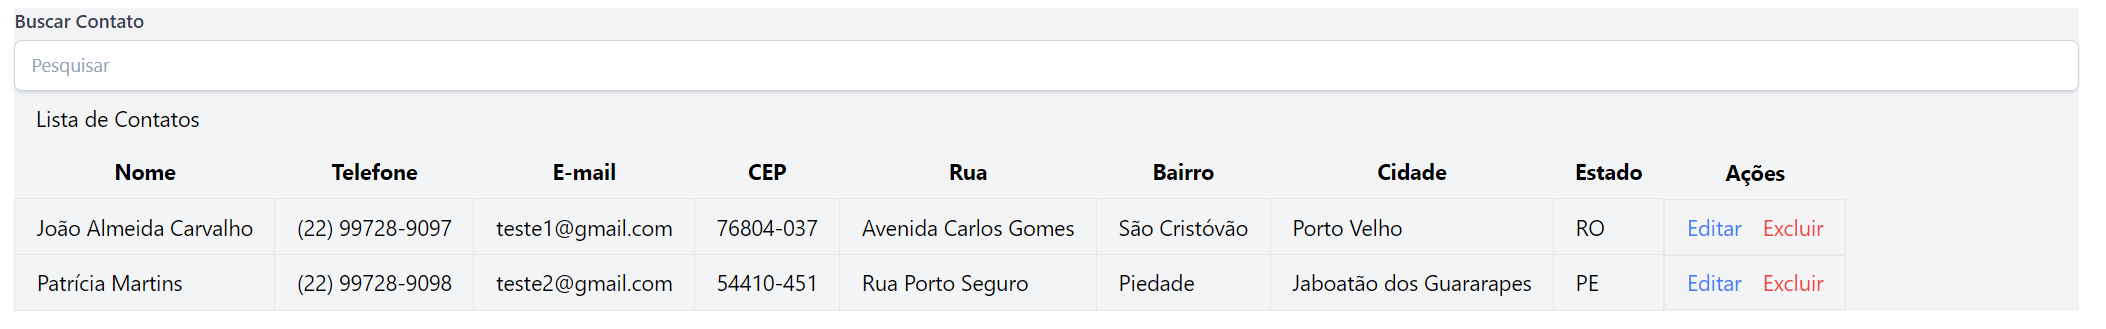 Buscar Contato
Pesquisar
Lista de Contatos
Nome Telefone E-mail CEP Rua Bairro Cidade Estado Ações
João Almeida Carvalho (22) 99728-9097 teste1@gmail.com 76804-037 Avenida Carlos Gomes São Cristóvão Porto Velho RO Editar Excluir
Patrícia Martins (22) 99728-9098 teste2@gmail.com 54410-451 Rua Porto Seguro Piedade Jaboatão dos Guararapes PE Editar Excluir